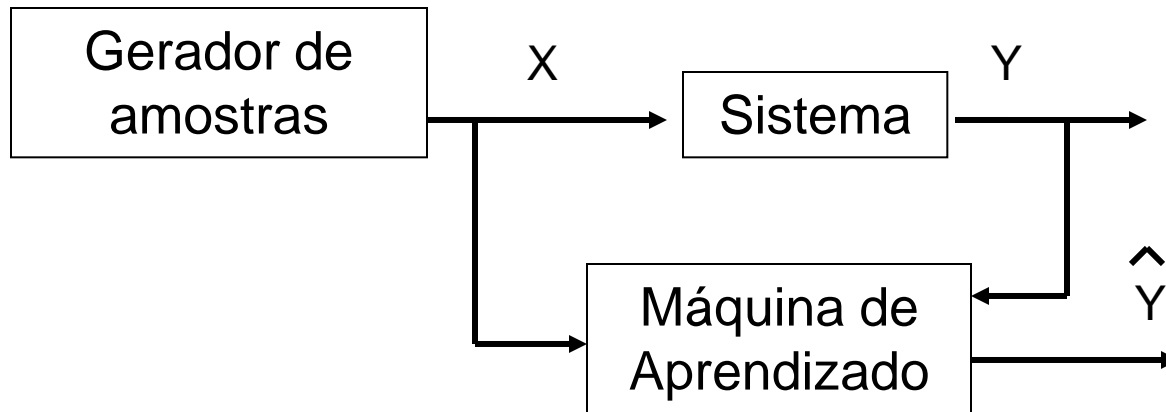 Gerador de
amostras
X
Sistema
Y
Máquina de
Aprendizado
Ŷ